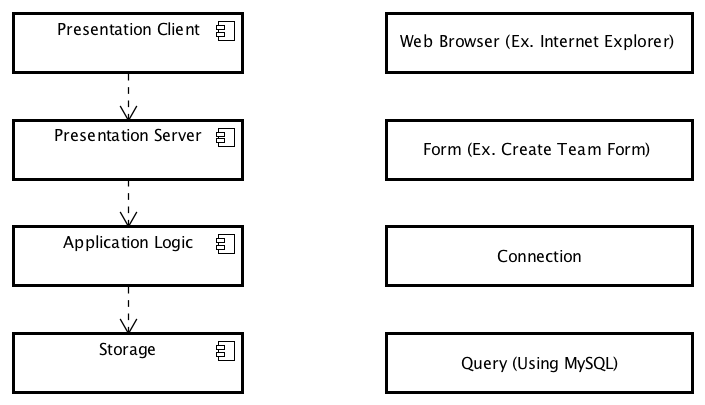 Presentation Client
Web Browser (Ex. Internet Explorer)
Presentation Server
Form (Ex. Create Team Form)
Application Logic
Connection
Storage
Query (Using MySQL)